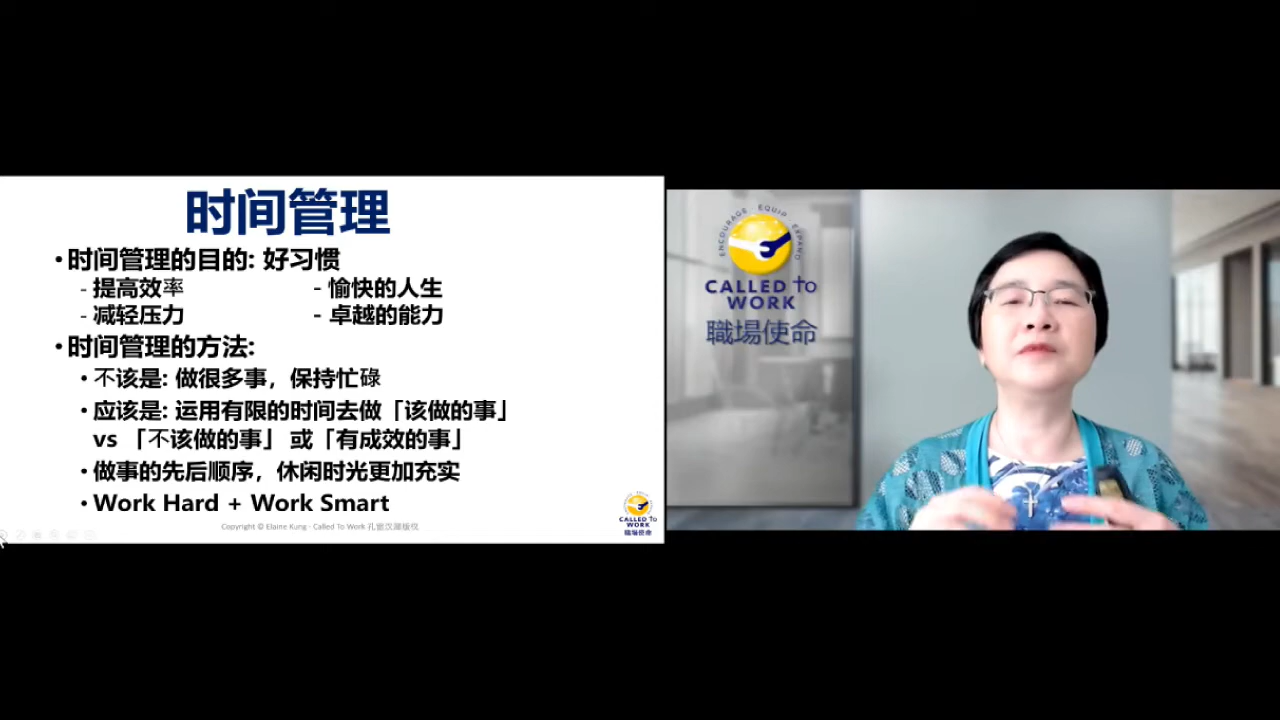 时间管理
•时间管理的目的: 好习惯
- 提高效率 - 愉快的人生
- 减轻压力 - 卓越的能力
•时间管理的方法:
• 不该是: 做很多事，保持忙碌
• 应该是: 运用有限的时间去做「该做的事」
vs 「不该做的事」 或「有成效的事」
• 做事的先后顺序，休闲时光更加充实
• Work Hard + Work Smart
Copyright © Elaine Kung - Called To Work
CALLED To
WORK
職場使命
ENCOURAGE · EQUIP · EXPAND
CALLED To
WORK
職場使命